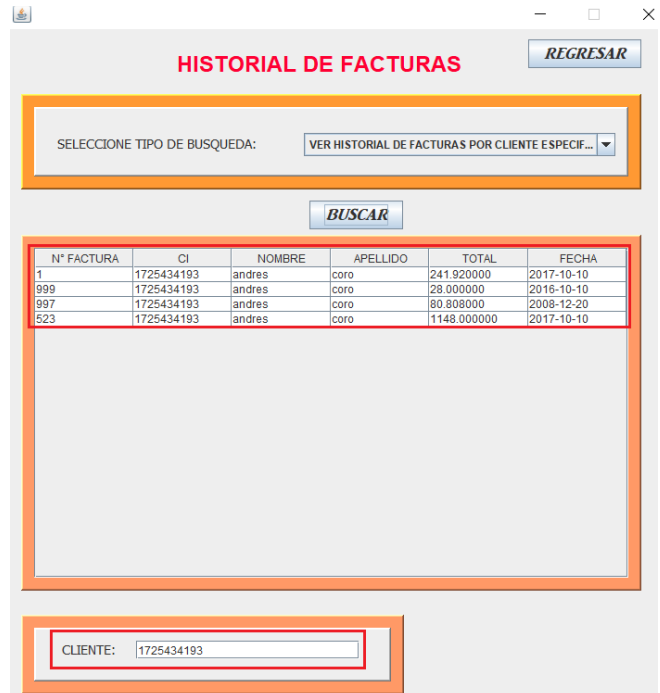 REGRESAR
HISTORIAL DE FACTURAS
SELECCIONE TIPO DE BUSQUEDA: VER HISTORIAL DE FACTURAS POR CLIENTE ESPECIF...
BUSCAR
N° FACTURA CI NOMBRE APELLIDO TOTAL FECHA
1 1725434193 andres coro 241.920000 2017-10-10
999 1725434193 andres coro 28.000000 2016-10-10
997 1725434193 andres coro 80.808000 2008-12-20
523 1725434193 andres coro 1148.000000 2017-10-10
CLIENTE: 1725434193